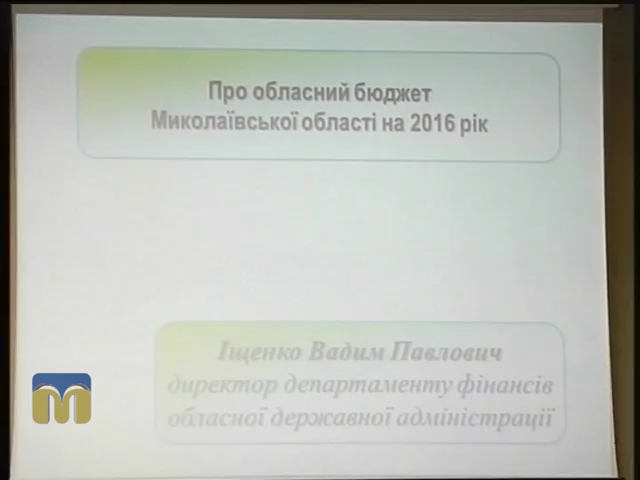 Про обласний бюджет
Миколаївської області на 2016 рік
Іщенко Вадим Павлович
директор департаменту фінансів
обласної державної адміністрації